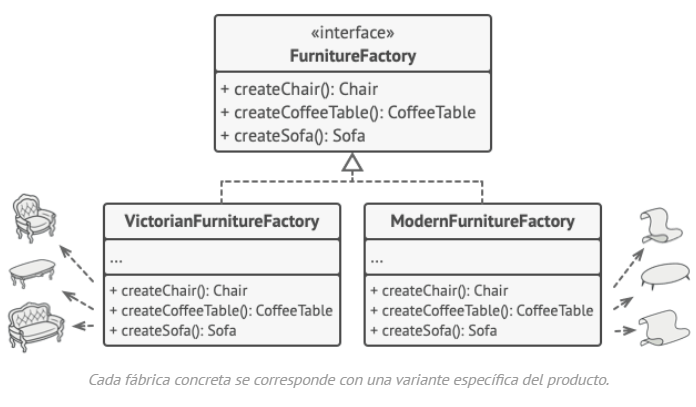 «interface»
FurnitureFactory
+ createChair(): Chair
+ createCoffeeTable(): CoffeeTable
+ createSofa(): Sofa
VictorianFurnitureFactory
...
+ createChair(): Chair
+ createCoffeeTable(): CoffeeTable
+ createSofa(): Sofa
ModernFurnitureFactory
...
+ createChair(): Chair
+ createCoffeeTable(): CoffeeTable
+ createSofa(): Sofa
Cada fábrica concreta se corresponde con una variante específica del producto.